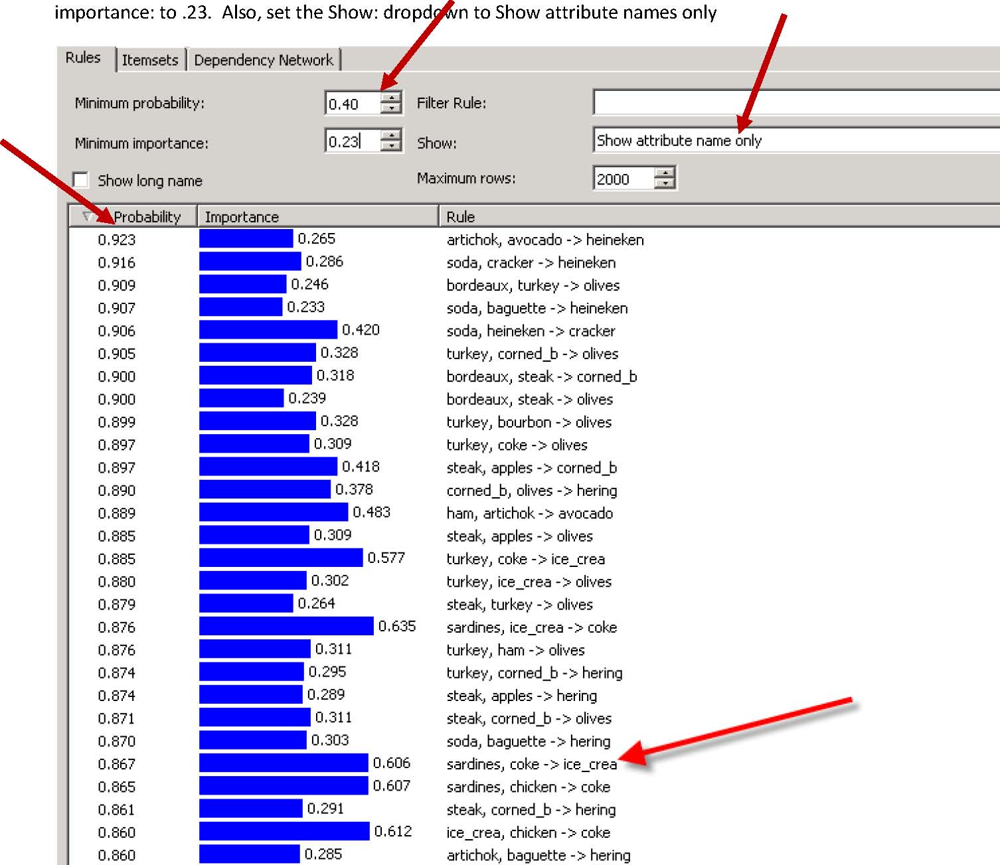 importance: to .23.  Also, set the Show: dropdown to Show attribute names only
Rules Itemsets Dependency Network
Minimum probability: 0.40 Filter Rule:
Minimum importance: 0.23 Show: Show attribute name only
Show long name Maximum rows: 2000
Probability Importance Rule
0.923 0.265 artichok, avocado -> heineken
0.916 0.286 soda, cracker -> heineken
0.909 0.246 bordeaux, turkey -> olives
0.907 0.233 soda, baguette -> heineken
0.906 0.420 soda, heineken -> cracker
0.905 0.328 turkey, corned_b -> olives
0.900 0.318 bordeaux, steak -> corned_b
0.900 0.239 bordeaux, steak -> olives
0.899 0.328 turkey, bourbon -> olives
0.897 0.309 turkey, coke -> olives
0.897 0.418 steak, apples -> corned_b
0.890 0.378 corned_b, olives -> hering
0.889 0.483 ham, artichok -> avocado
0.885 0.309 steak, apples -> olives
0.885 0.577 turkey, coke -> ice_crea
0.880 0.302 turkey, ice_crea -> olives
0.879 0.264 steak, turkey -> olives
0.876 0.635 sardines, ice_crea -> coke
0.876 0.311 turkey, ham -> olives
0.874 0.295 turkey, corned_b -> hering
0.874 0.289 steak, apples -> hering
0.871 0.311 steak, corned_b -> olives
0.870 0.303 soda, baguette -> hering
0.867 0.606 sardines, coke -> ice_crea
0.865 0.607 sardines, chicken -> coke
0.861 0.291 steak, corned_b -> hering
0.860 0.612 ice_crea, chicken -> coke
0.860 0.285 artichok, baguette -> hering